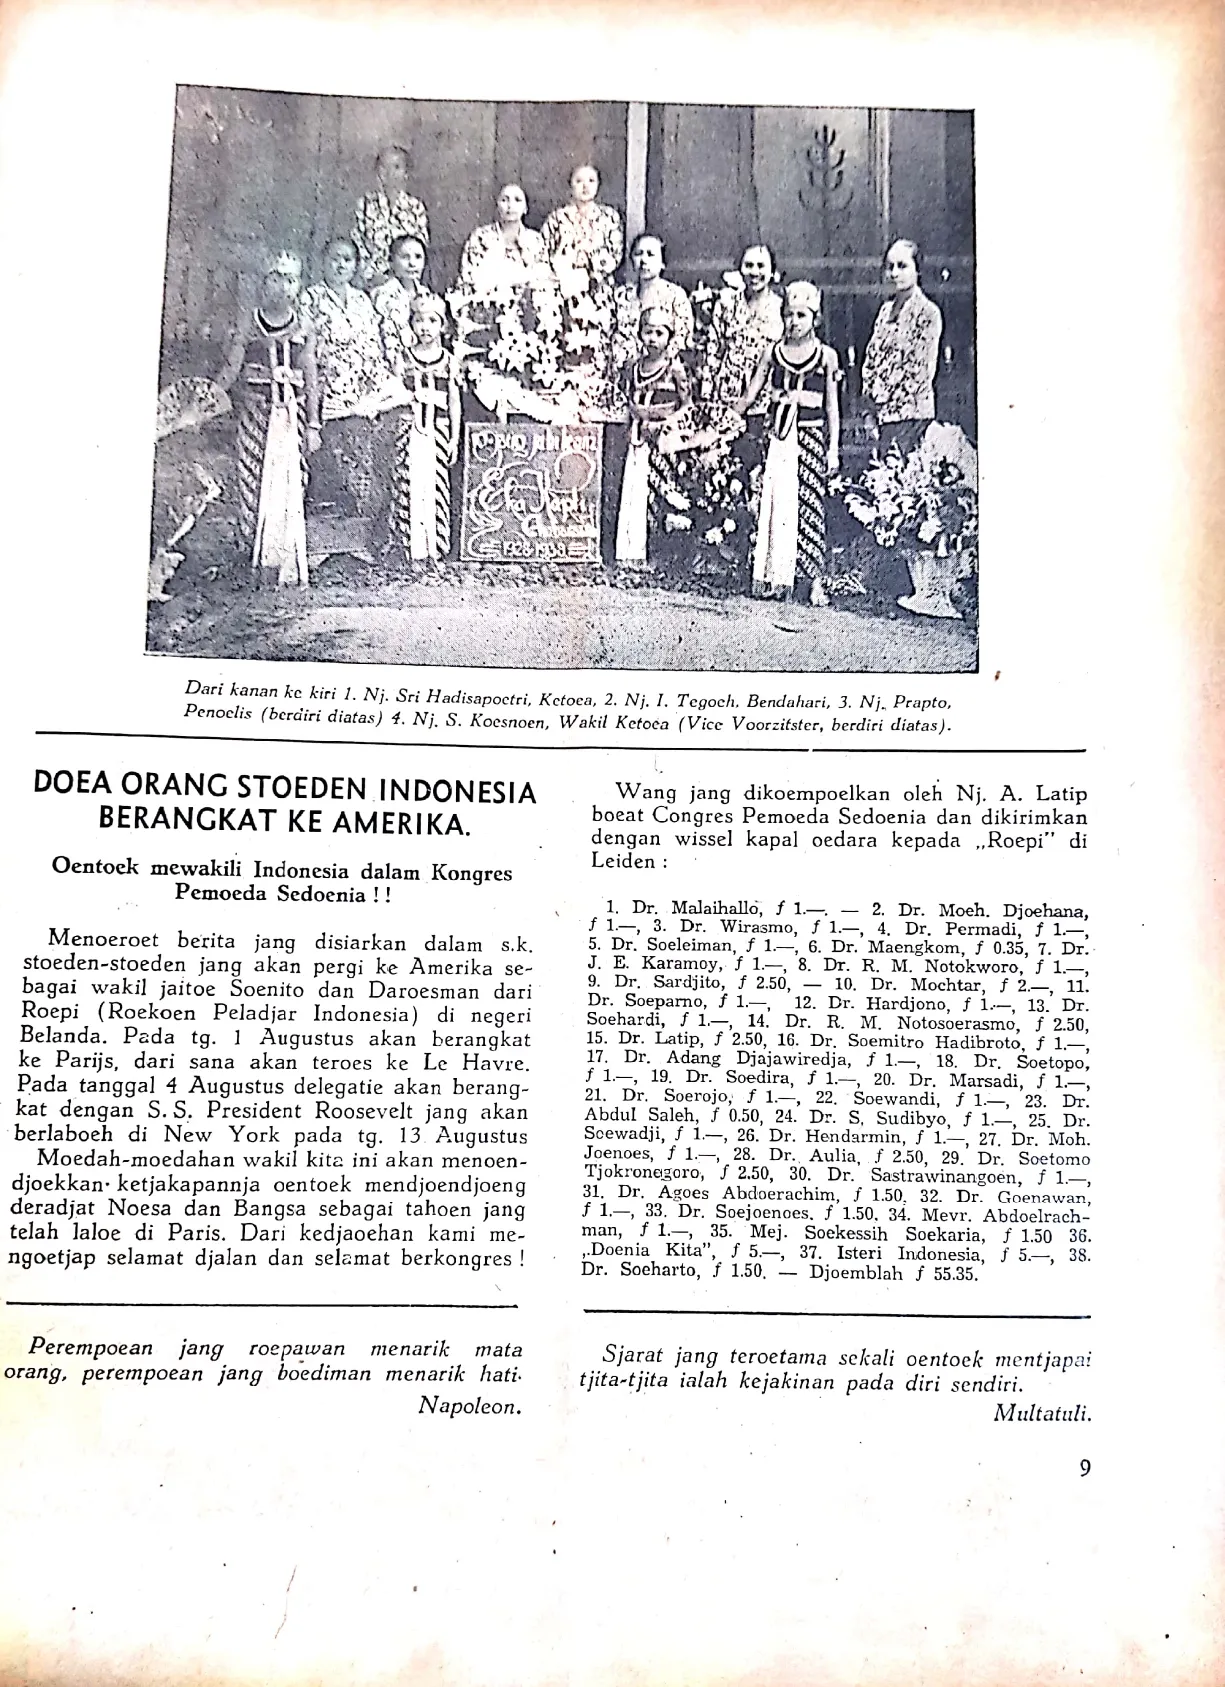 10 jarig jubileum
1928-1938
Dari kanan ke kiri 1. Nj. Sri Hadisapoetri, Ketoea, 2. Nj. I. Tegoeh, Bendahari, 3. Nj. Prapto,
Penoelis (berdiri diatas) 4. Nj. S. Koesnoen, Wakil Ketoea (Vice Voorzitster, berdiri diatas).
DOEA ORANG STOEDEN INDONESIA
BERANGKAT KE AMERIKA.
Oentoek mewakili Indonesia dalam Kongres
Pemoeda Sedoenia ! !
Menoeroet berita jang disiarkan dalam s.k.
stoeden-stoeden jang akan pergi ke Amerika se-
bagai wakil jaitoe Soenito dan Daroesman dari
Roepi (Roekoen Peladjar Indonesia) di negeri
Belanda. Pada tg. 1 Augustus akan berangkat
ke Parijs, dari sana akan teroes ke Le Havre.
Pada tanggal 4 Augustus delegatie akan berang-
kat dengan S. S. President Roosevelt jang akan
berlaboeh di New York pada tg. 13 Augustus
Moedah-moedahan wakil kita ini akan menoen-
djoekkan ketjakapannja oentoek mendjoendjoeng
deradjat Noesa dan Bangsa sebagai tahoen jang
telah laloe di Paris. Dari kedjaoehan kami me-
ngoetjap selamat djalan dan selamat berkongres !
Perempoean jang roepawan menarik mata
orang, perempoean jang boediman menarik hati.
Napoleon.
Wang jang dikoempoelkan oleh Nj. A. Latip
boeat Congres Pemoeda Sedoenia dan dikirimkan
dengan wissel kapal oedara kepada „Roepi" di
Leiden :
1. Dr. Malaihallo, f 1.—. — 2. Dr. Moeh. Djoehana,
f 1.—, 3. Dr. Wirasmo, f 1.—, 4. Dr. Permadi, f 1.—,
5. Dr. Soeleiman, f 1.—, 6. Dr. Maengkom, f 0.35, 7. Dr.
J. E. Karamoy, f 1.—, 8. Dr. R. M. Notokworo, f 1.—,
9. Dr. Sardjito, f 2.50, — 10. Dr. Mochtar, f 2.—, 11.
Dr. Soeparno, f 1.—, 12. Dr. Hardjono, f 1.—, 13. Dr.
Soehardi, f 1.—, 14. Dr. R. M. Notosoerasmo, f 2.50,
15. Dr. Latip, f 2.50, 16. Dr. Soemitro Hadibroto, f 1.—,
17. Dr. Adang Djajawiredja, f 1.—, 18. Dr. Soetopo,
f 1.—, 19. Dr. Soedira, f 1.—, 20. Dr. Marsadi, f 1.—,
21. Dr. Soerojo, f 1.—, 22. Soewandi, f 1.—, 23. Dr.
Abdul Saleh, f 0.50, 24. Dr. S. Sudibyo, f 1.—, 25. Dr.
Soewadji, f 1.—, 26. Dr. Hendarmin, f 1.—, 27. Dr. Moh.
Joenoes, f 1.—, 28. Dr. Aulia, f 2.50, 29. Dr. Soetomo
Tjokronegoro, f 2.50, 30. Dr. Sastrawinangoen, f 1.—,
31. Dr. Agoes Abdoerachim, f 1.50. 32. Dr. Goenawan,
f 1.—, 33. Dr. Soejoenoes. f 1.50. 34. Mevr. Abdoelrach-
man, f 1.—, 35. Mej. Soekessih Soekaria, f 1.50 36.
„Doenia Kita", f 5.—, 37. Isteri Indonesia, f 5.—, 38.
Dr. Soeharto, f 1.50. — Djoemblah f 55.35.
Sjarat jang teroetama sekali oentoek mentjapai
tjita-tjita ialah kejakinan pada diri sendiri.
Multatuli.
9